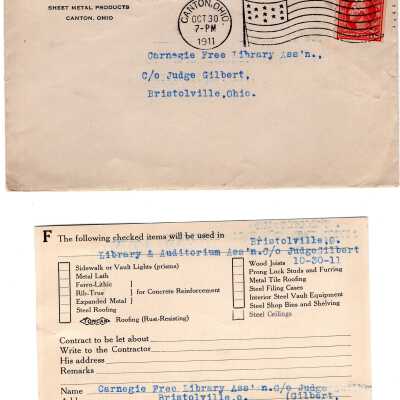 SHEET METAL PRODUCTS
CANTON, OHIO
CANTON, OHIO
OCT 30
7-PM
1911
Carnegie Free Library Ass'n.,
C/o Judge Gilbert,
Bristolville, Ohio.
F The following checked items will be used in
Bristolville, O.
Library & Auditorium Ass'n. C/o Judge Gilbert
10-30-11
Sidewalk or Vault Lights (prisms)
Metal Lath
Ferro-Lithic
Rib-Truss
Expanded Metal
} for Concrete Reinforcement
Steel Roofing
Roofing (Rust-Resisting)
Wood Joists
Prong Lock Studs and Furring
Metal Tile Roofing
Steel Filing Cases
Interior Steel Vault Equipment
Steel Shop Bins and Shelving
Steel Ceilings
Contract to be let about
Write to the Contractor
His address
Remarks
Name Carnegie Free Library Ass'n. C/o Judge
Bristolville, o. (Gilbert,